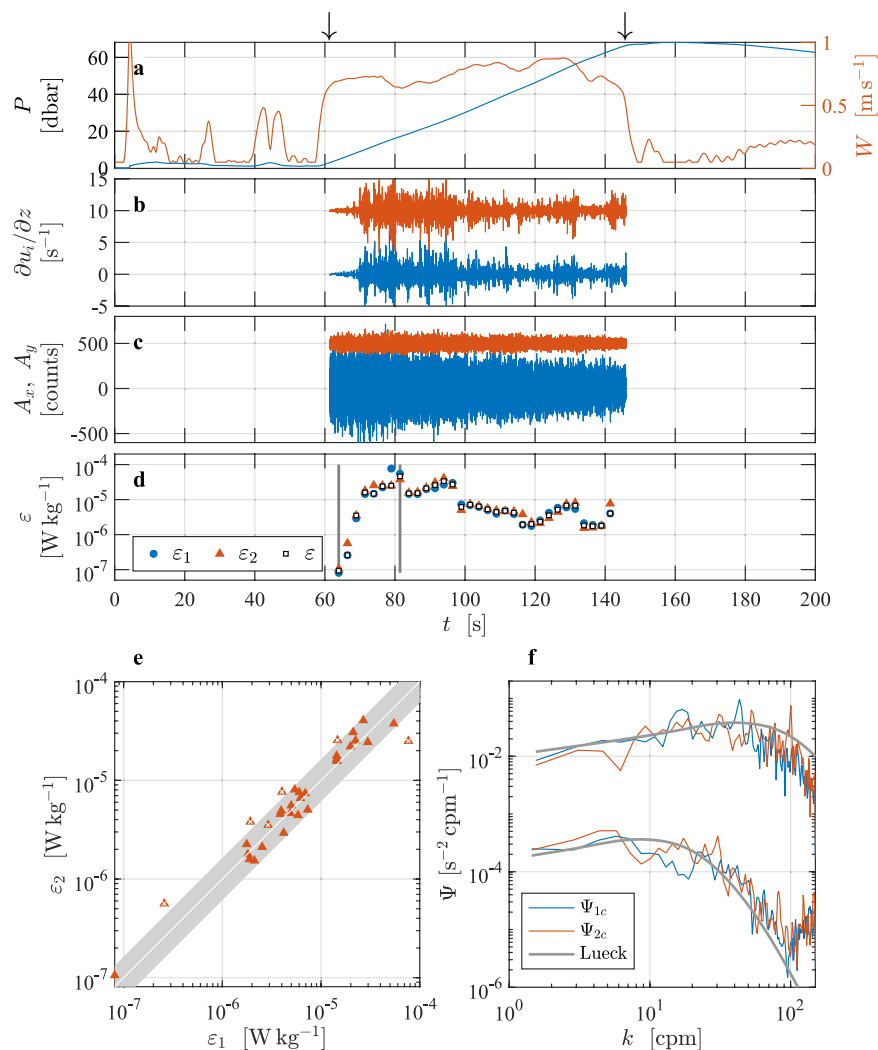 a
60
40
20
0
P
[dbar]
1
0.5
0
W [m s⁻¹]
b
15
10
5
0
-5
∂u_i/∂z
[s⁻¹]
c
500
0
-500
A_x, A_y
[counts]
d
10⁻⁴
10⁻⁵
10⁻⁶
10⁻⁷
ε
[W kg⁻¹]
ε₁ ε₂ ε
0 20 40 60 80 100 120 140 160 180 200
t [s]
e
10⁻⁴
10⁻⁵
10⁻⁶
10⁻⁷
ε₂ [W kg⁻¹]
10⁻⁷ 10⁻⁶ 10⁻⁵ 10⁻⁴
ε₁ [W kg⁻¹]
f
10⁻²
10⁻⁴
10⁻⁶
Ψ [s⁻² cpm⁻¹]
Ψ₁c
Ψ₂c
Lueck
10⁰ 10¹ 10²
k [cpm]